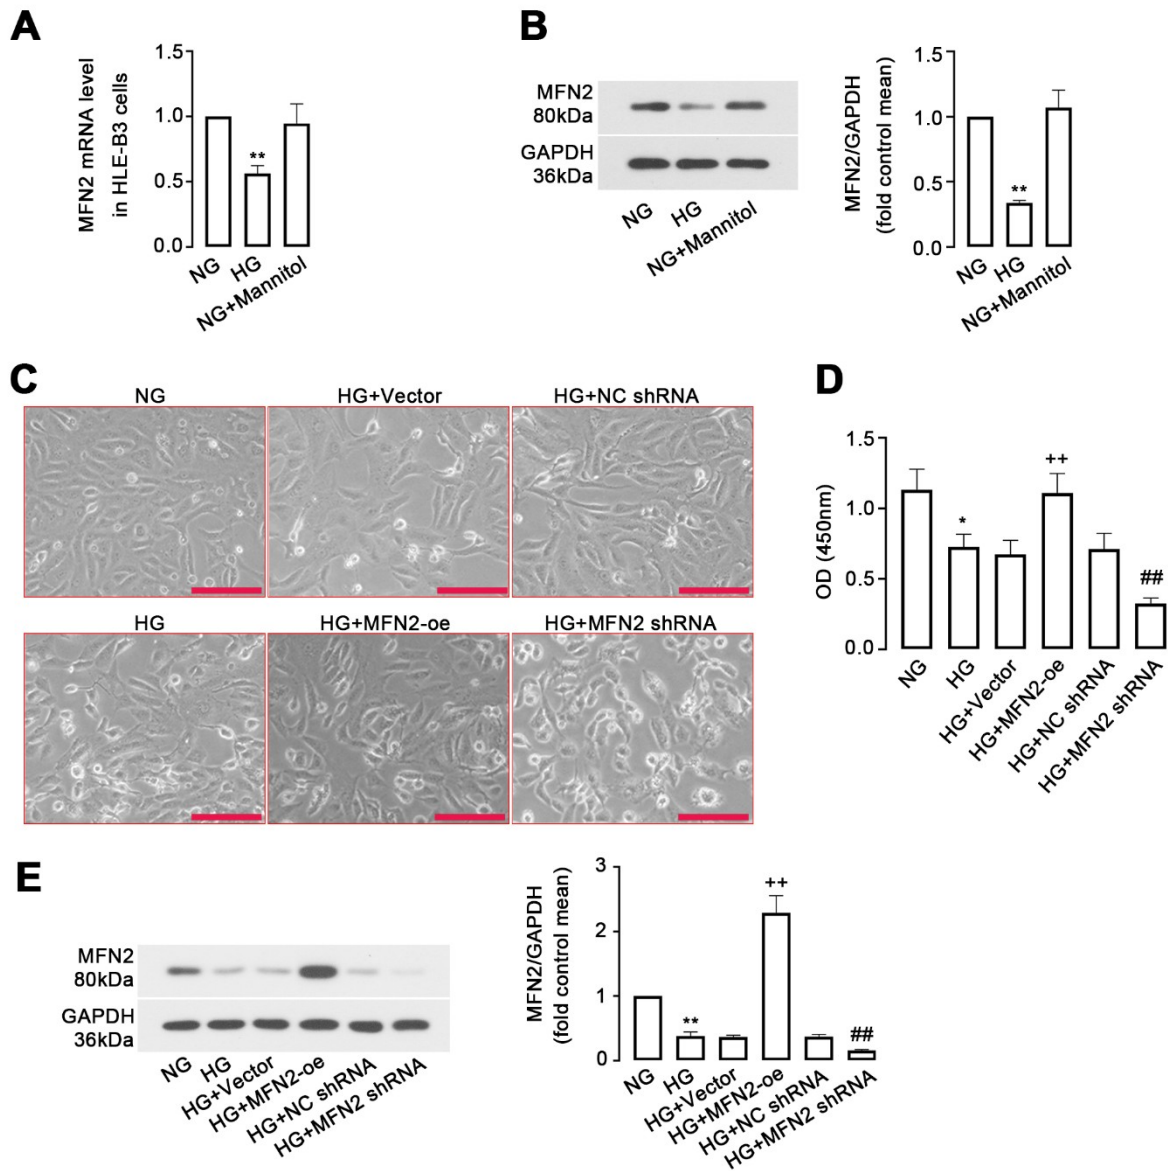 A
MFN2 mRNA level
in HLE-B3 cells
1.5
1.0
0.5
0.0
**
NG
HG
NG+Mannitol
B
MFN2
80kDa
GAPDH
36kDa
NG
HG
NG+Mannitol
MFN2/GAPDH
(fold control mean)
1.5
1.0
0.5
0.0
**
NG
HG
NG+Mannitol
C
NG
HG+Vector
HG+NC shRNA
HG
HG+MFN2-oe
HG+MFN2 shRNA
D
OD (450nm)
1.5
1.0
0.5
0.0
*
++
##
NG
HG
HG+Vector
HG+MFN2-oe
HG+NC shRNA
HG+MFN2 shRNA
E
MFN2
80kDa
GAPDH
36kDa
NG
HG
HG+Vector
HG+MFN2-oe
HG+NC shRNA
HG+MFN2 shRNA
MFN2/GAPDH
(fold control mean)
3
2
1
0
**
++
##
NG
HG
HG+Vector
HG+MFN2-oe
HG+NC shRNA
HG+MFN2 shRNA